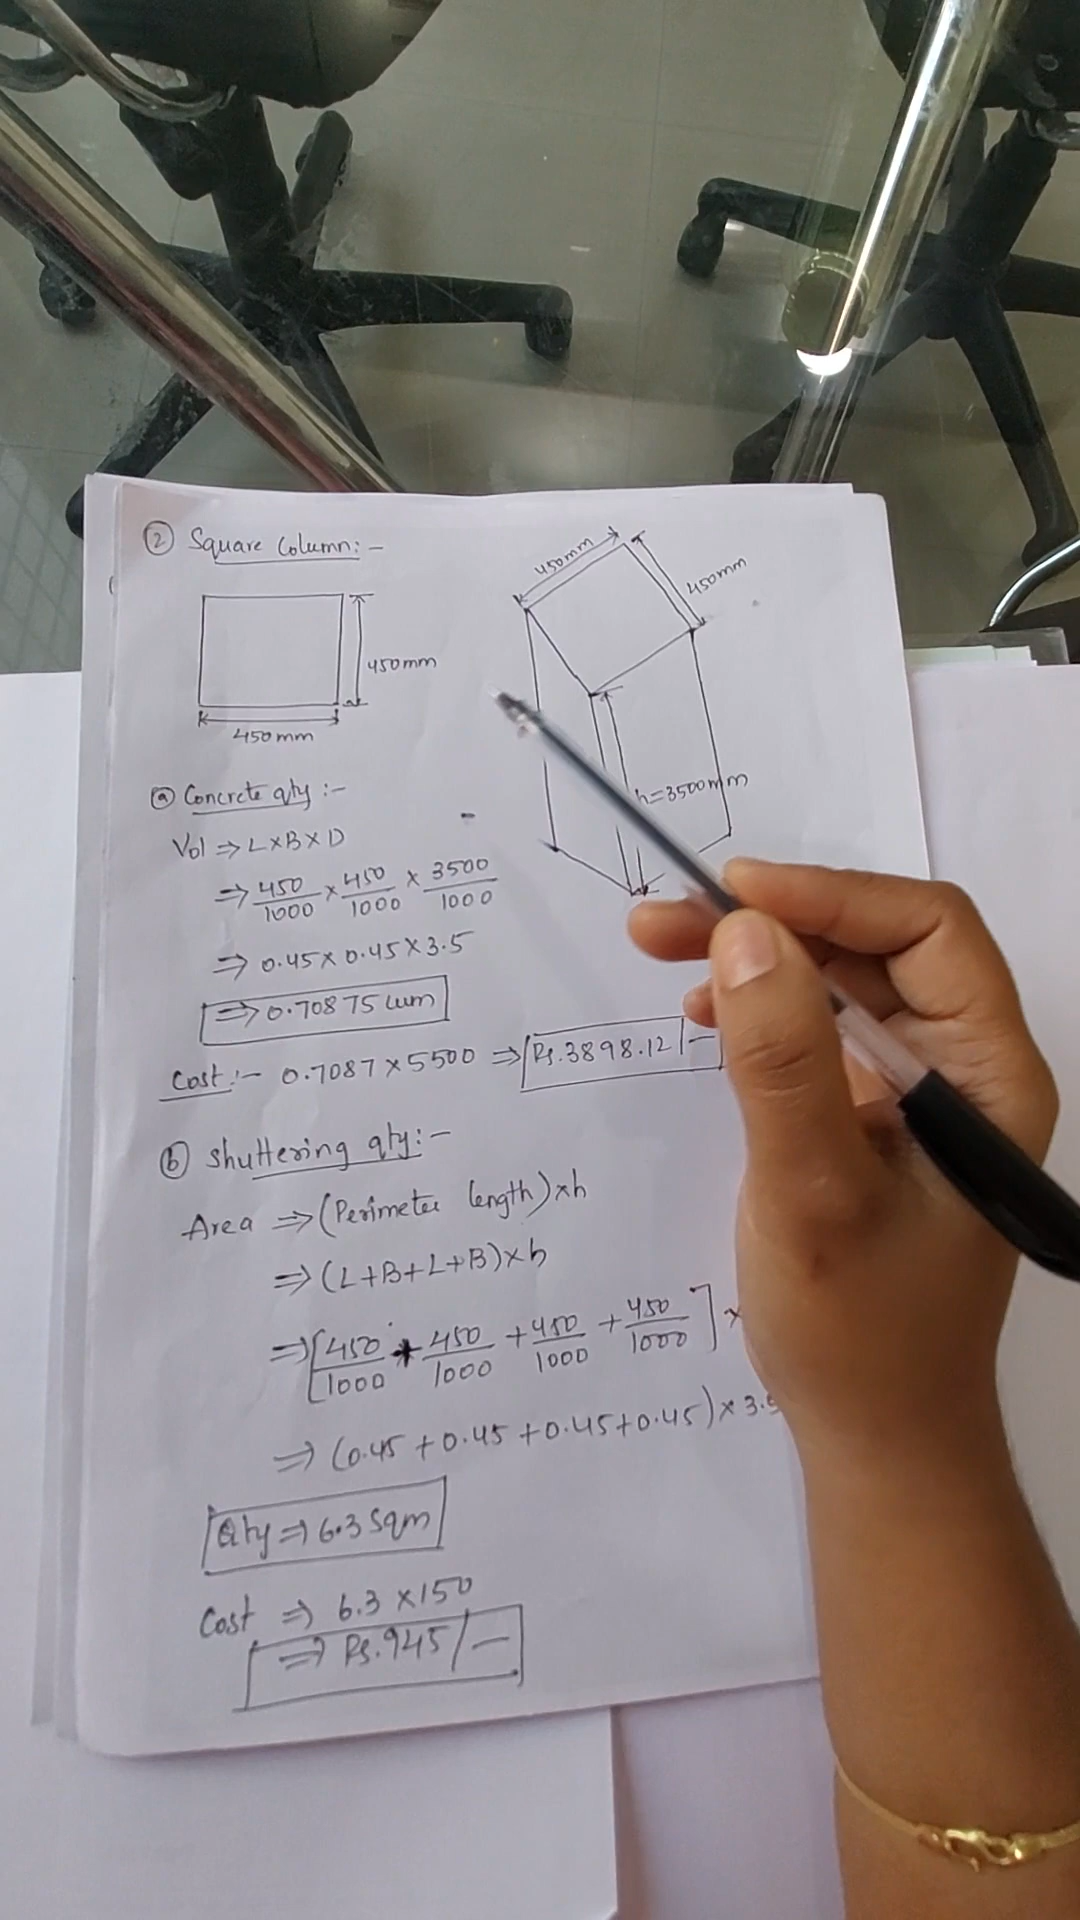 ② Square Column:-
450mm
450mm
450mm
450mm
h=3500mm
ⓐ Concrete qty :-
Vol ⇒ L×B×D
⇒ 450/1000 × 450/1000 × 3500/1000
⇒ 0.45 × 0.45 × 3.5
⇒ 0.70875 cum
Cost :- 0.7087 × 5500 ⇒ Rs.3898.12/-
ⓑ Shuttering qty:-
Area ⇒ (Perimeter length)×h
⇒ (L+B+L+B)×h
⇒ [450/1000 + 450/1000 + 450/1000 + 450/1000] ×
⇒ (0.45 + 0.45 + 0.45 + 0.45) × 3.5
Qty ⇒ 6.3 Sqm
Cost ⇒ 6.3 ×150
⇒ Rs.945/-